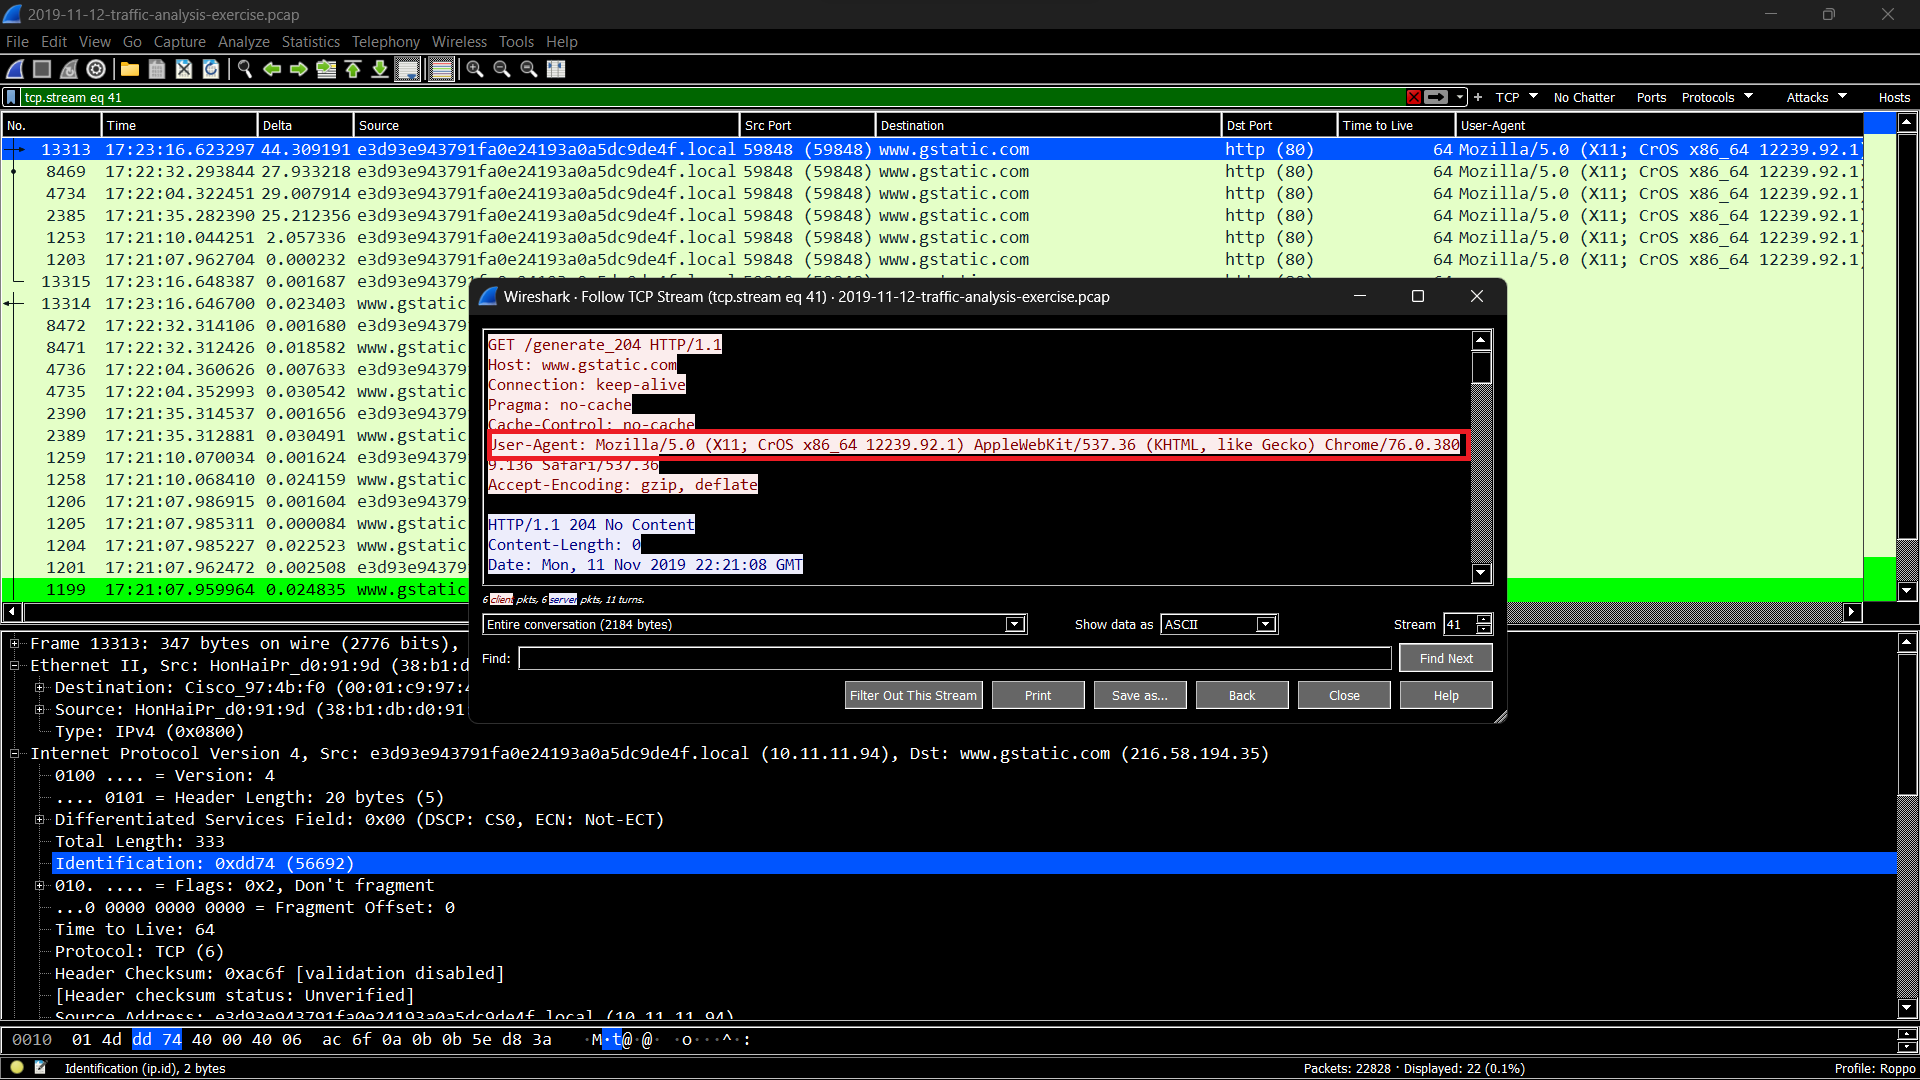 2019-11-12-traffic-analysis-exercise.pcap
File Edit View Go Capture Analyze Statistics Telephony Wireless Tools Help
tcp.stream eq 41
+ TCP No Chatter Ports Protocols Attacks Hosts
No. Time Delta Source Src Port Destination Dst Port Time to Live User-Agent
13313 17:23:16.623297 44.309191 e3d93e943791fa0e24193a0a5dc9de4f.local 59848 (59848) www.gstatic.com http (80) 64 Mozilla/5.0 (X11; CrOS x86_64 12239.92.1)
8469 17:22:32.293844 27.933218 e3d93e943791fa0e24193a0a5dc9de4f.local 59848 (59848) www.gstatic.com http (80) 64 Mozilla/5.0 (X11; CrOS x86_64 12239.92.1)
4734 17:22:04.322451 29.007914 e3d93e943791fa0e24193a0a5dc9de4f.local 59848 (59848) www.gstatic.com http (80) 64 Mozilla/5.0 (X11; CrOS x86_64 12239.92.1)
2385 17:21:35.282390 25.212356 e3d93e943791fa0e24193a0a5dc9de4f.local 59848 (59848) www.gstatic.com http (80) 64 Mozilla/5.0 (X11; CrOS x86_64 12239.92.1)
1253 17:21:10.044251 2.057336 e3d93e943791fa0e24193a0a5dc9de4f.local 59848 (59848) www.gstatic.com http (80) 64 Mozilla/5.0 (X11; CrOS x86_64 12239.92.1)
1203 17:21:07.962704 0.000232 e3d93e943791fa0e24193a0a5dc9de4f.local 59848 (59848) www.gstatic.com http (80) 64 Mozilla/5.0 (X11; CrOS x86_64 12239.92.1)
13315 17:23:16.648387 0.001687
13314 17:23:16.646700 0.023403 www.gstatic
8472 17:22:32.314106 0.001680 e3d93e9437
8471 17:22:32.312426 0.018582 www.gstatic
4736 17:22:04.360626 0.007633 e3d93e9437
4735 17:22:04.352993 0.030542 www.gstatic
2390 17:21:35.314537 0.001656 e3d93e9437
2389 17:21:35.312881 0.030491 www.gstatic
1259 17:21:10.070034 0.001624 e3d93e9437
1258 17:21:10.068410 0.024159 www.gstatic
1206 17:21:07.986915 0.001604 e3d93e9437
1205 17:21:07.985311 0.000084 www.gstatic
1204 17:21:07.985227 0.022523 www.gstatic
1201 17:21:07.962472 0.002508 e3d93e9437
1199 17:21:07.959964 0.024835 www.gstatic
Wireshark · Follow TCP Stream (tcp.stream eq 41) · 2019-11-12-traffic-analysis-exercise.pcap
GET /generate_204 HTTP/1.1
Host: www.gstatic.com
Connection: keep-alive
Pragma: no-cache
Cache-Control: no-cache
User-Agent: Mozilla/5.0 (X11; CrOS x86_64 12239.92.1) AppleWebKit/537.36 (KHTML, like Gecko) Chrome/76.0.380
9.136 Safari/537.36
Accept-Encoding: gzip, deflate
HTTP/1.1 204 No Content
Content-Length: 0
Date: Mon, 11 Nov 2019 22:21:08 GMT
6 client pkts, 6 server pkts, 11 turns.
Entire conversation (2184 bytes) Show data as ASCII Stream 41
Find: Find Next
Filter Out This Stream Print Save as... Back Close Help
Frame 13313: 347 bytes on wire (2776 bits),
Ethernet II, Src: HonHaiPr_d0:91:9d (38:b1:d
Destination: Cisco_97:4b:f0 (00:01:c9:97:4
Source: HonHaiPr_d0:91:9d (38:b1:db:d0:91:
Type: IPv4 (0x0800)
Internet Protocol Version 4, Src: e3d93e943791fa0e24193a0a5dc9de4f.local (10.11.11.94), Dst: www.gstatic.com (216.58.194.35)
0100 .... = Version: 4
.... 0101 = Header Length: 20 bytes (5)
Differentiated Services Field: 0x00 (DSCP: CS0, ECN: Not-ECT)
Total Length: 333
Identification: 0xdd74 (56692)
010. .... = Flags: 0x2, Don't fragment
...0 0000 0000 0000 = Fragment Offset: 0
Time to Live: 64
Protocol: TCP (6)
Header Checksum: 0xac6f [validation disabled]
[Header checksum status: Unverified]
Source Address: e3d93e943791fa0e24193a0a5dc9de4f.local (10.11.11.94)
0010 01 4d dd 74 40 00 40 06 ac 6f 0a 0b 0b 5e d8 3a ·M·t@·@· ·o···^·:
Identification (ip.id), 2 bytes Packets: 22828 · Displayed: 22 (0.1%) Profile: Roppo